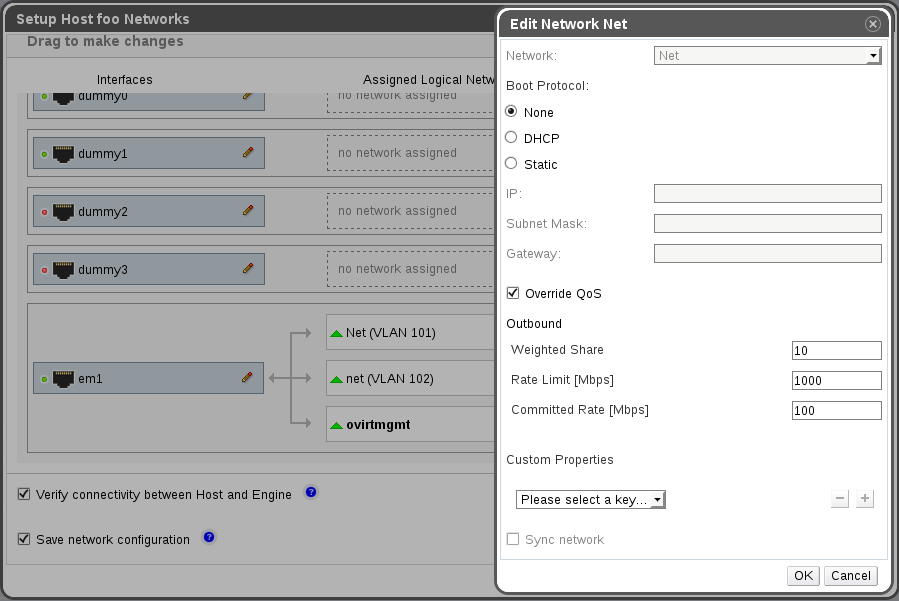 Setup Host foo Networks
Drag to make changes
Interfaces
Assigned Logical Netw
dummy0
no network assigned
dummy1
no network assigned
dummy2
no network assigned
dummy3
no network assigned
em1
Net (VLAN 101)
net (VLAN 102)
ovirtmgmt
Verify connectivity between Host and Engine ?
Save network configuration ?
Edit Network Net
Network: Net
Boot Protocol:
None
DHCP
Static
IP:
Subnet Mask:
Gateway:
Override QoS
Outbound
Weighted Share 10
Rate Limit [Mbps] 1000
Committed Rate [Mbps] 100
Custom Properties
Please select a key...
Sync network
OK Cancel